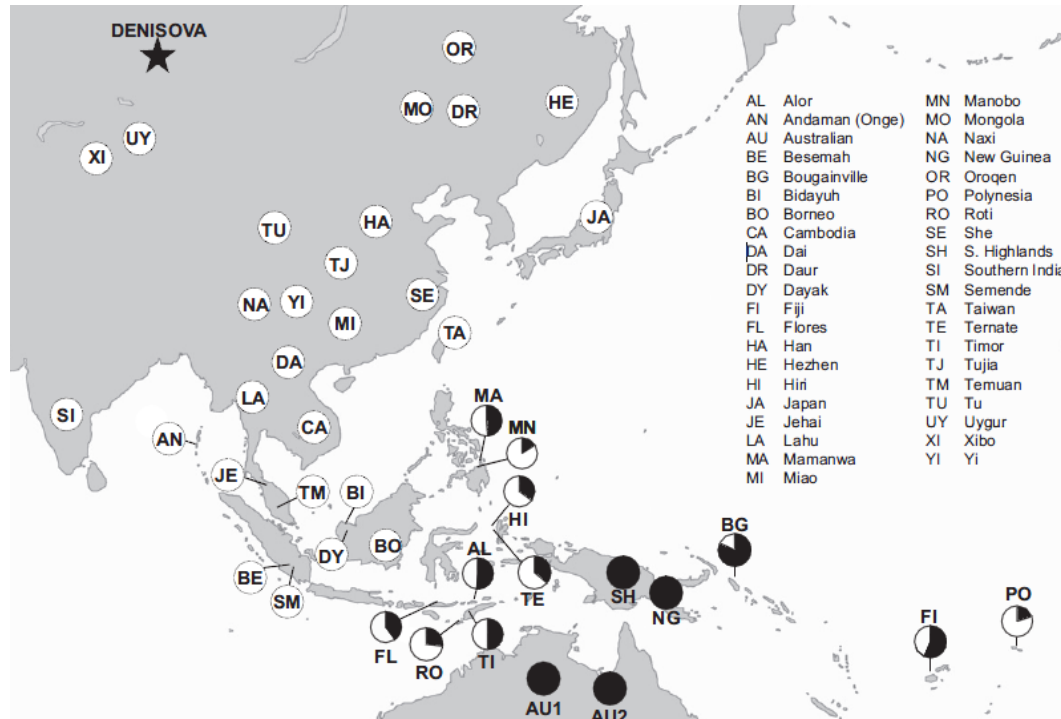 DENISOVA
OR
MO
DR
HE
UY
XI
HA
JA
TU
TJ
NA
YI
SE
MI
TA
DA
LA
SI
CA
AN
MA
MN
JE
TM
BI
HI
BG
DY
BO
AL
BE
SM
TE
SH
NG
PO
FI
FL
RO
TI
AU1
AU2
AL Alor
AN Andaman (Onge)
AU Australian
BE Besemah
BG Bougainville
BI Bidayuh
BO Borneo
CA Cambodia
DA Dai
DR Daur
DY Dayak
FI Fiji
FL Flores
HA Han
HE Hezhen
HI Hiri
JA Japan
JE Jehai
LA Lahu
MA Mamanwa
MI Miao
MN Manobo
MO Mongola
NA Naxi
NG New Guinea
OR Oroqen
PO Polynesia
RO Roti
SE She
SH S. Highlands
SI Southern India
SM Semende
TA Taiwan
TE Ternate
TI Timor
TJ Tujia
TM Temuan
TU Tu
UY Uygur
XI Xibo
YI Yi